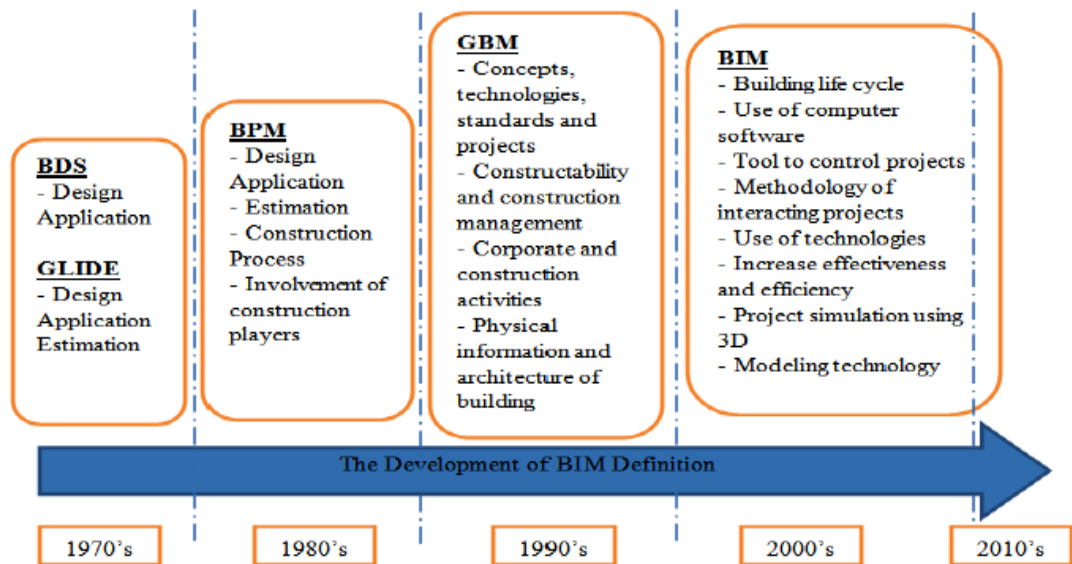 BDS
- Design
Application
GLIDE
- Design
Application
Estimation
BPM
- Design
Application
- Estimation
- Construction
Process
- Involvement of
construction
players
GBM
- Concepts,
technologies,
standards and
projects
- Constructability
and construction
management
- Corporate and
construction
activities
- Physical
information and
architecture of
building
BIM
- Building life cycle
- Use of computer
software
- Tool to control projects
- Methodology of
interacting projects
- Use of technologies
- Increase effectiveness
and efficiency
- Project simulation using
3D
- Modeling technology
The Development of BIM Definition
1970's
1980's
1990's
2000's
2010's